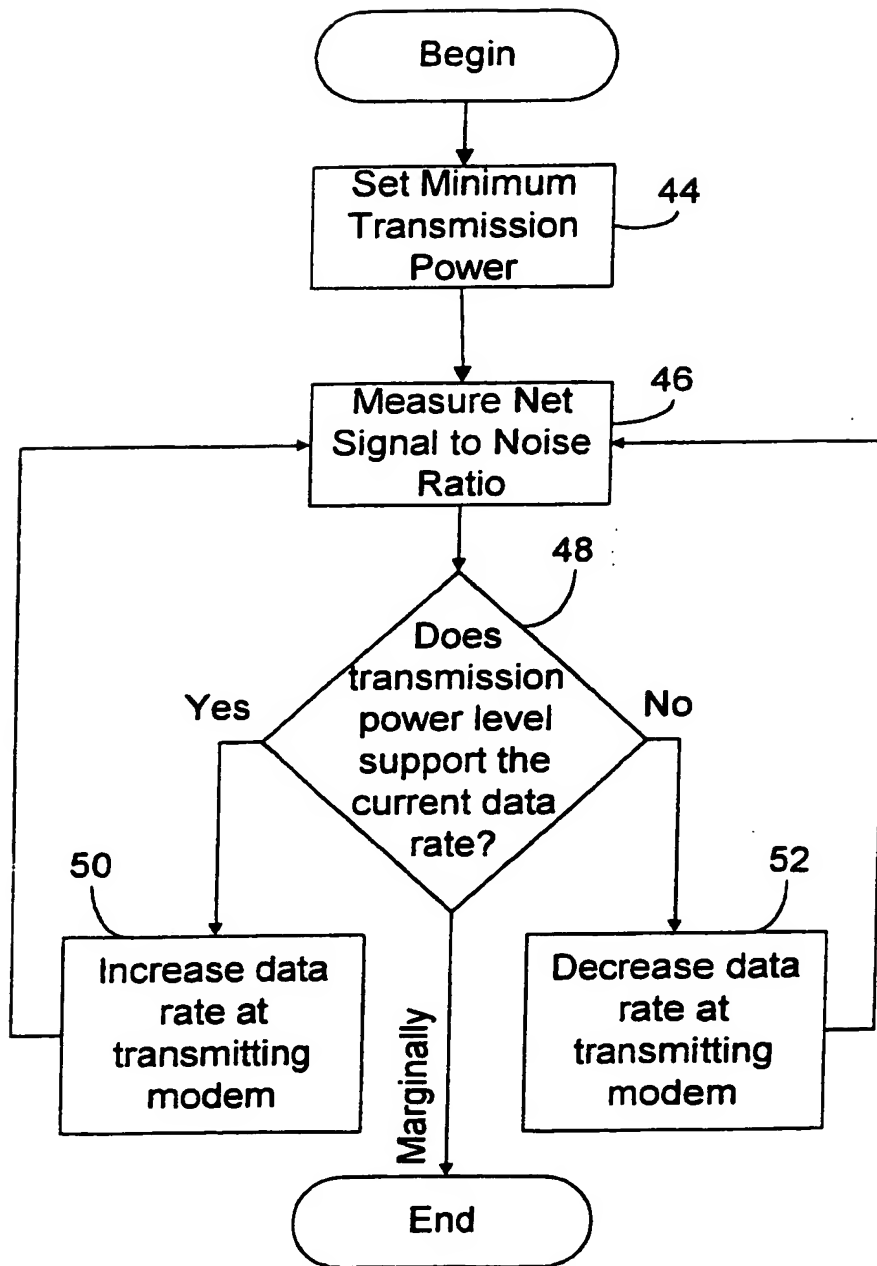 Begin
Set Minimum
Transmission
Power
44
Measure Net
Signal to Noise
Ratio
46
48
Does
transmission
power level
support the
current data
rate?
Yes
No
50
Increase data
rate at
transmitting
modem
52
Decrease data
rate at
transmitting
modem
Marginally
End